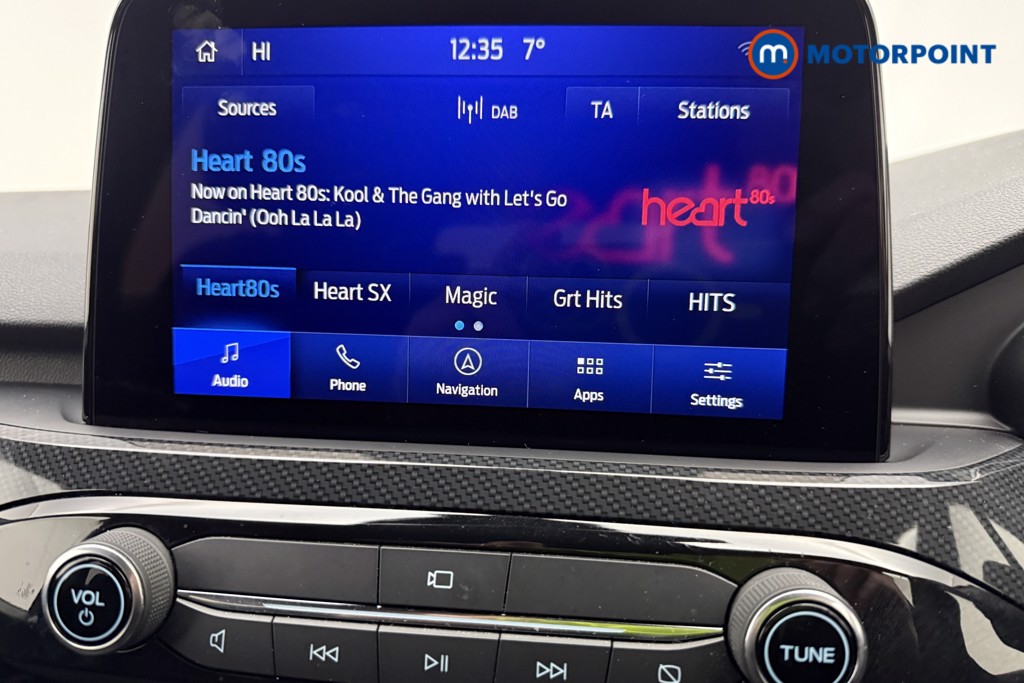 HI 12:35 7°
m MOTORPOINT
Sources DAB TA Stations
Heart 80s
Now on Heart 80s: Kool & The Gang with Let's Go
Dancin' (Ooh La La La)
heart 80s
Heart80s Heart SX Magic Grt Hits HITS
Audio Phone Navigation Apps Settings
VOL
TUNE